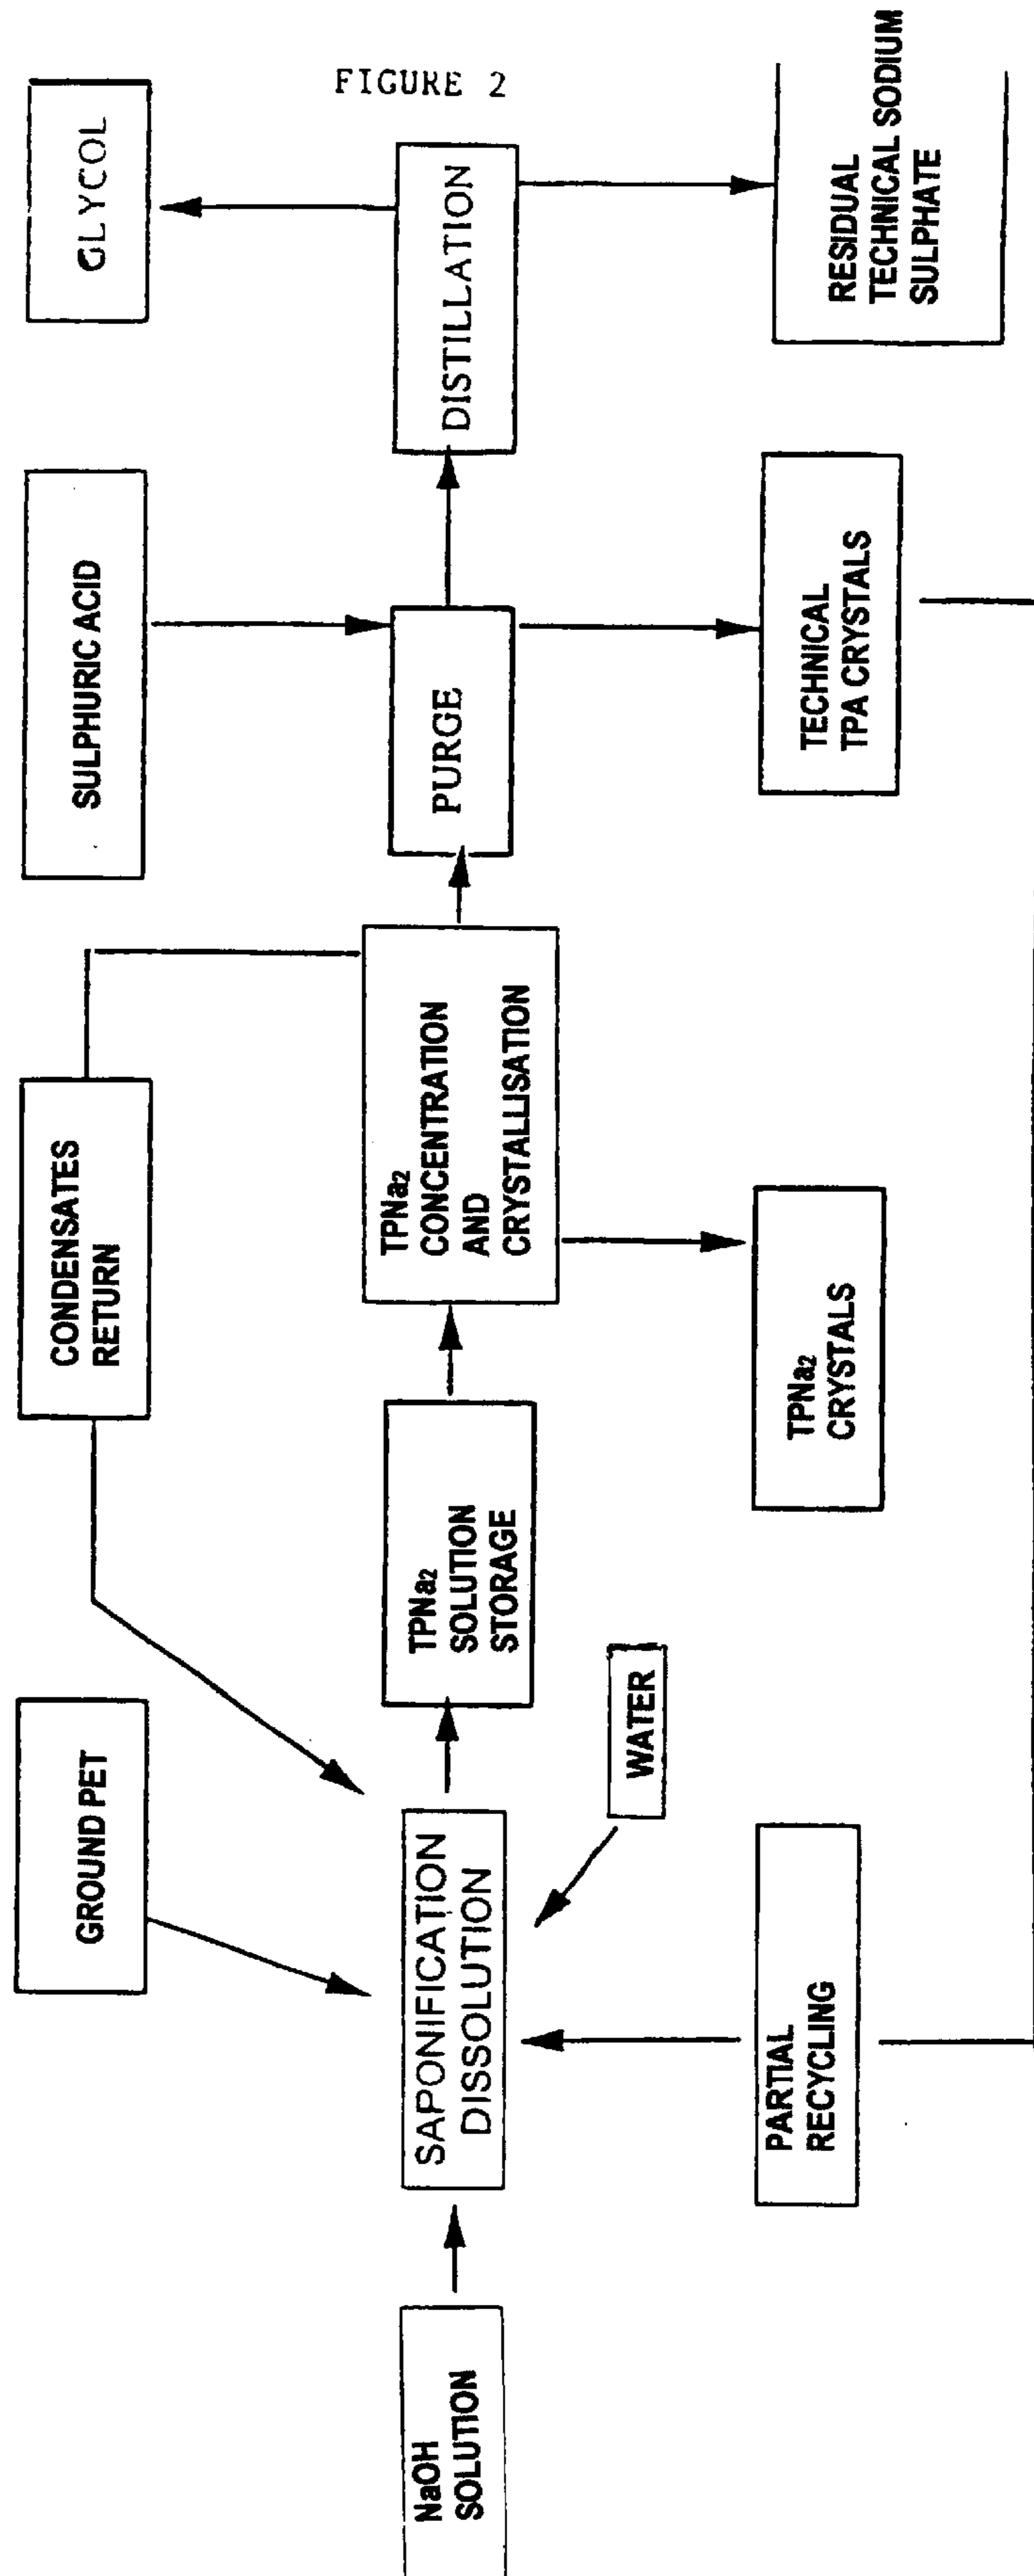 FIGURE 2
GROUND PET
CONDENSATES
RETURN
SULPHURIC ACID
GLYCOL
NaOH
SOLUTION
SAPONIFICATION
DISSOLUTION
TPNa2
SOLUTION
STORAGE
TPNa2
CONCENTRATION
AND
CRYSTALLISATION
PURGE
DISTILLATION
WATER
PARTIAL
RECYCLING
TPNa2
CRYSTALS
TECHNICAL
TPA CRYSTALS
RESIDUAL
TECHNICAL SODIUM
SULPHATE